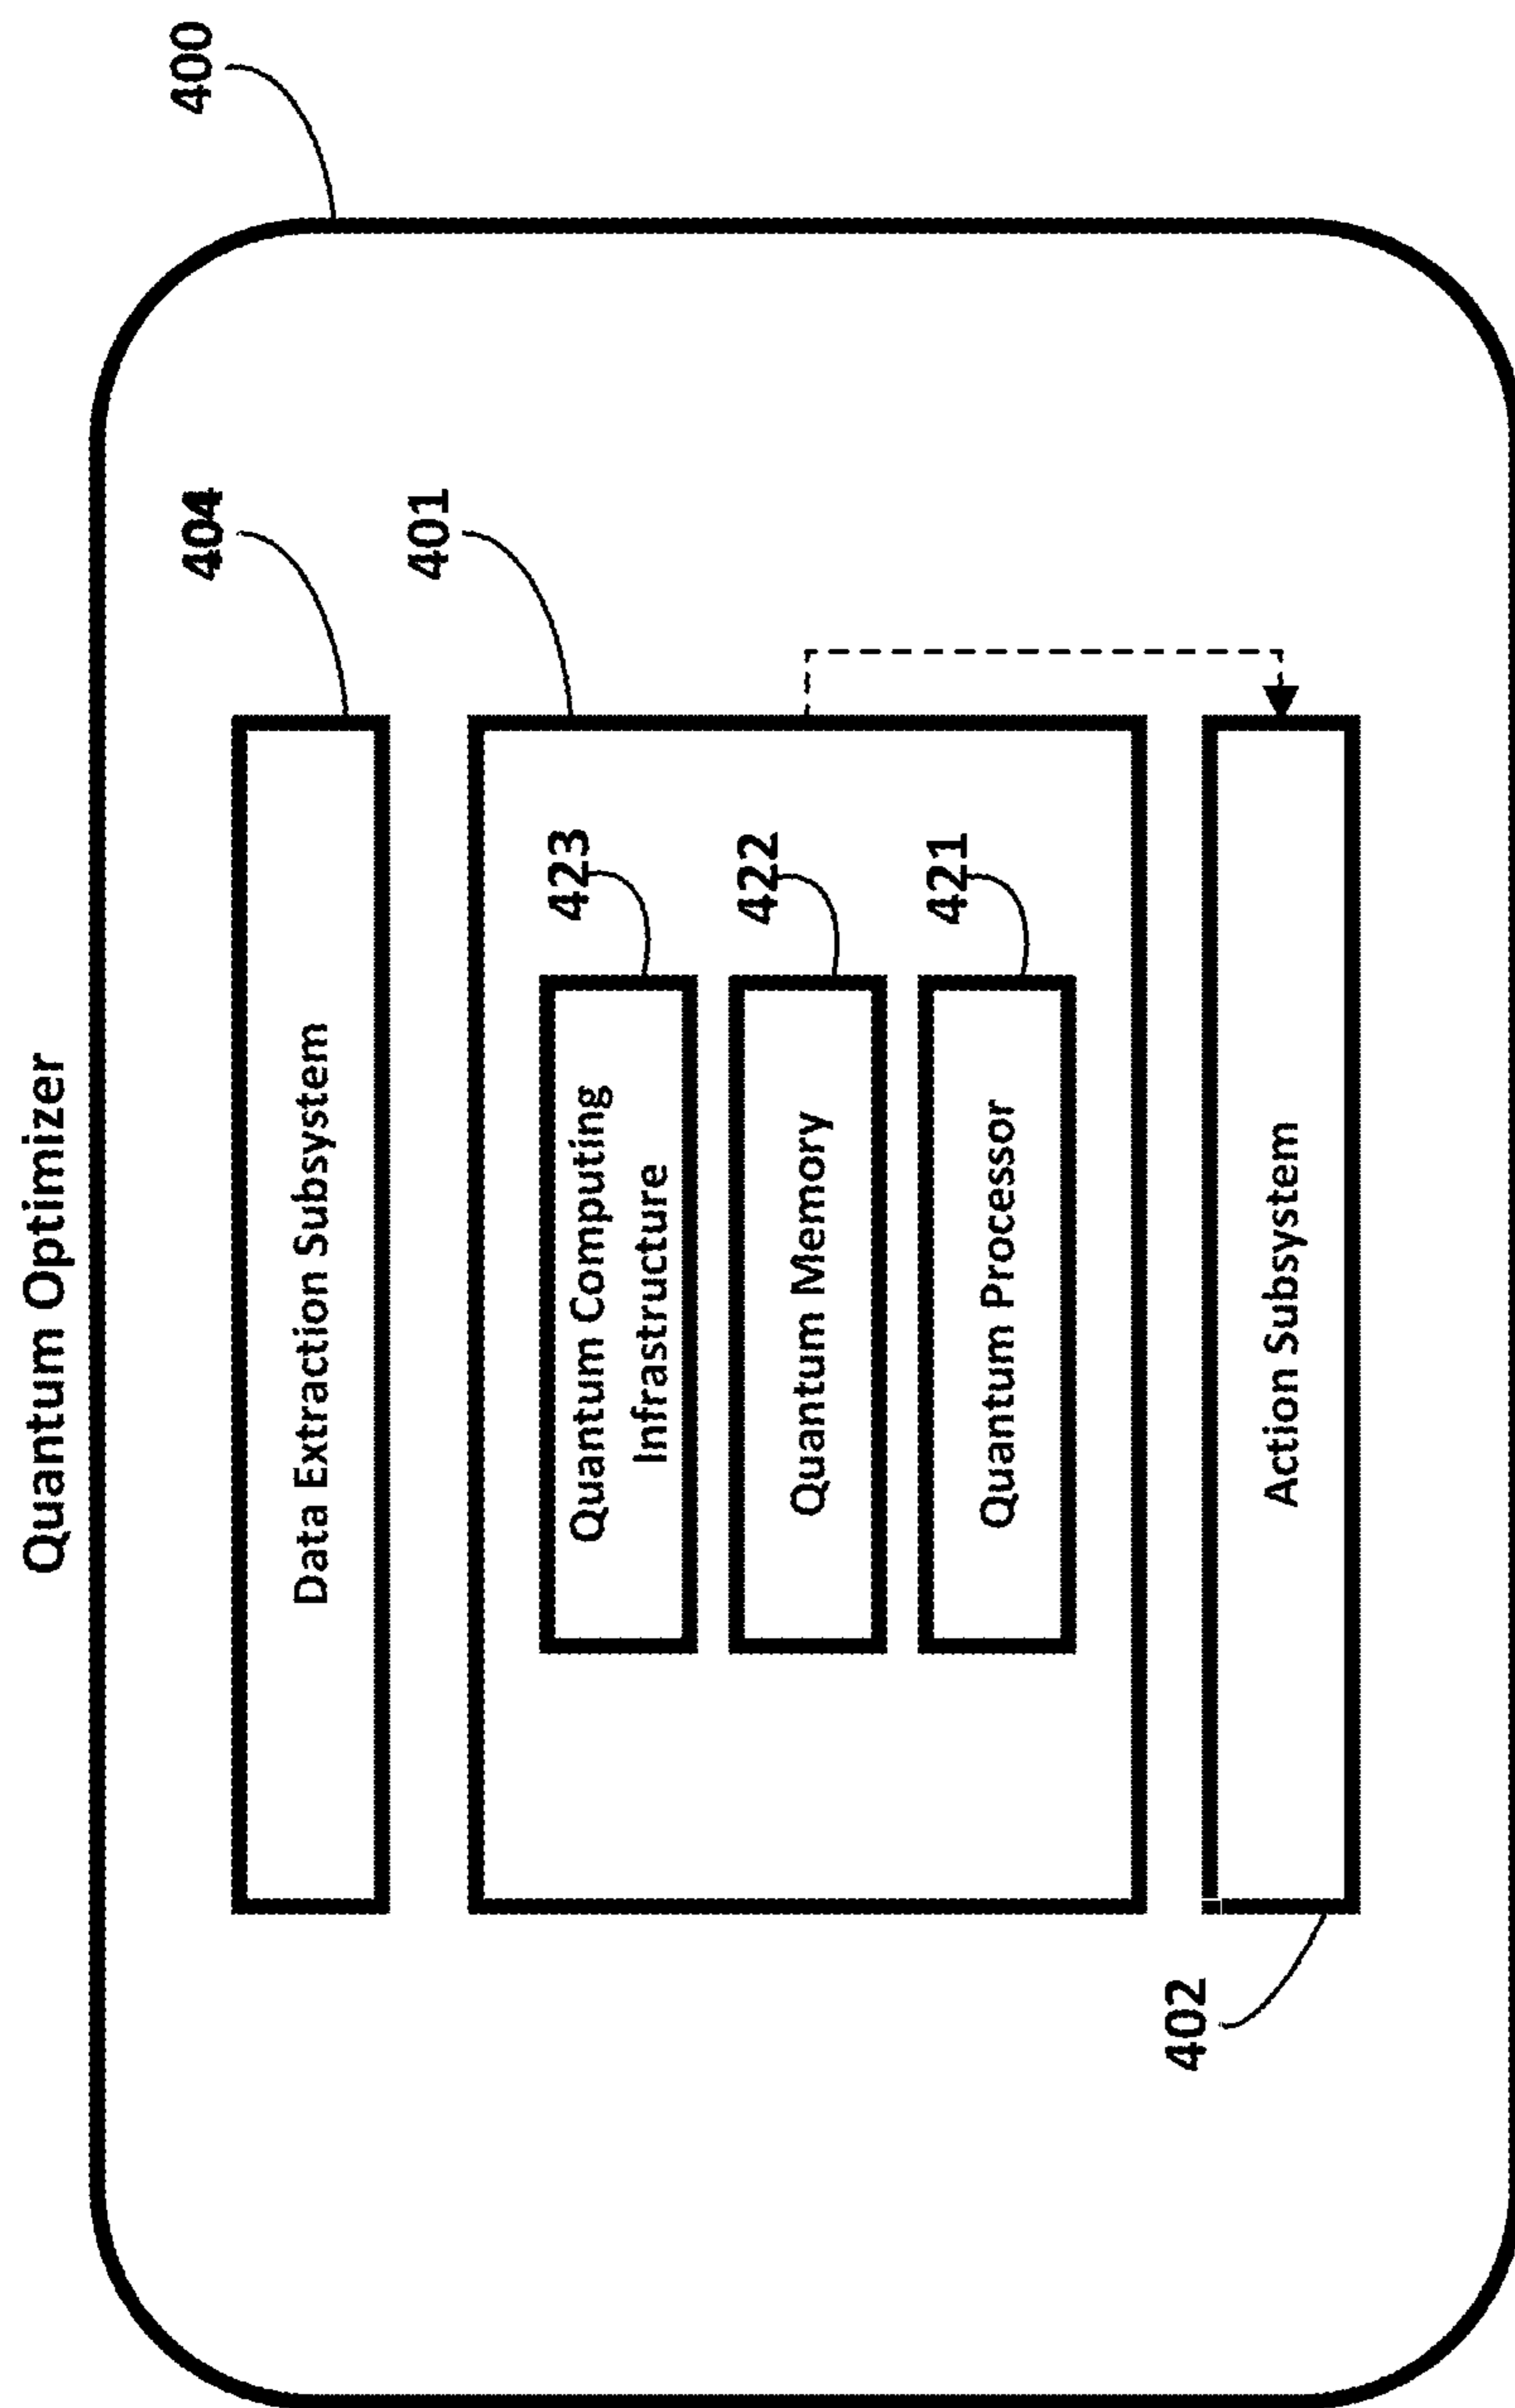 Quantum Optimizer
400
404
Data Extraction Subsystem
401
423
Quantum Computing
Infrastructure
422
Quantum Memory
421
Quantum Processor
Action Subsystem
402